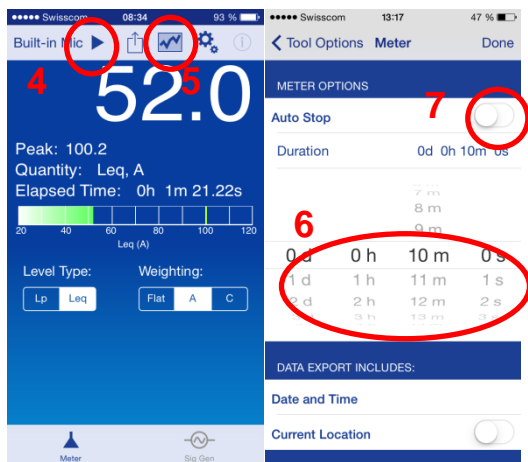 Swisscom 08:34 93 %
Built-in Mic
4
5
52.0
Peak: 100.2
Quantity: Leq, A
Elapsed Time: 0h 1m 21.22s
20 40 60 80 100 120
Leq (A)
Level Type: Weighting:
Lp Leq Flat A C
Meter Sig Gen
Swisscom 13:17 47 %
Tool Options Meter Done
METER OPTIONS
7
Auto Stop
Duration 0d 0h 10m 0s
7 m
8 m
9 m
6
0 d 0 h 10 m 0 s
1 d 1 h 11 m 1 s
2 d 2 h 12 m 2 s
3 h 13 m 3 s
DATA EXPORT INCLUDES:
Date and Time
Current Location